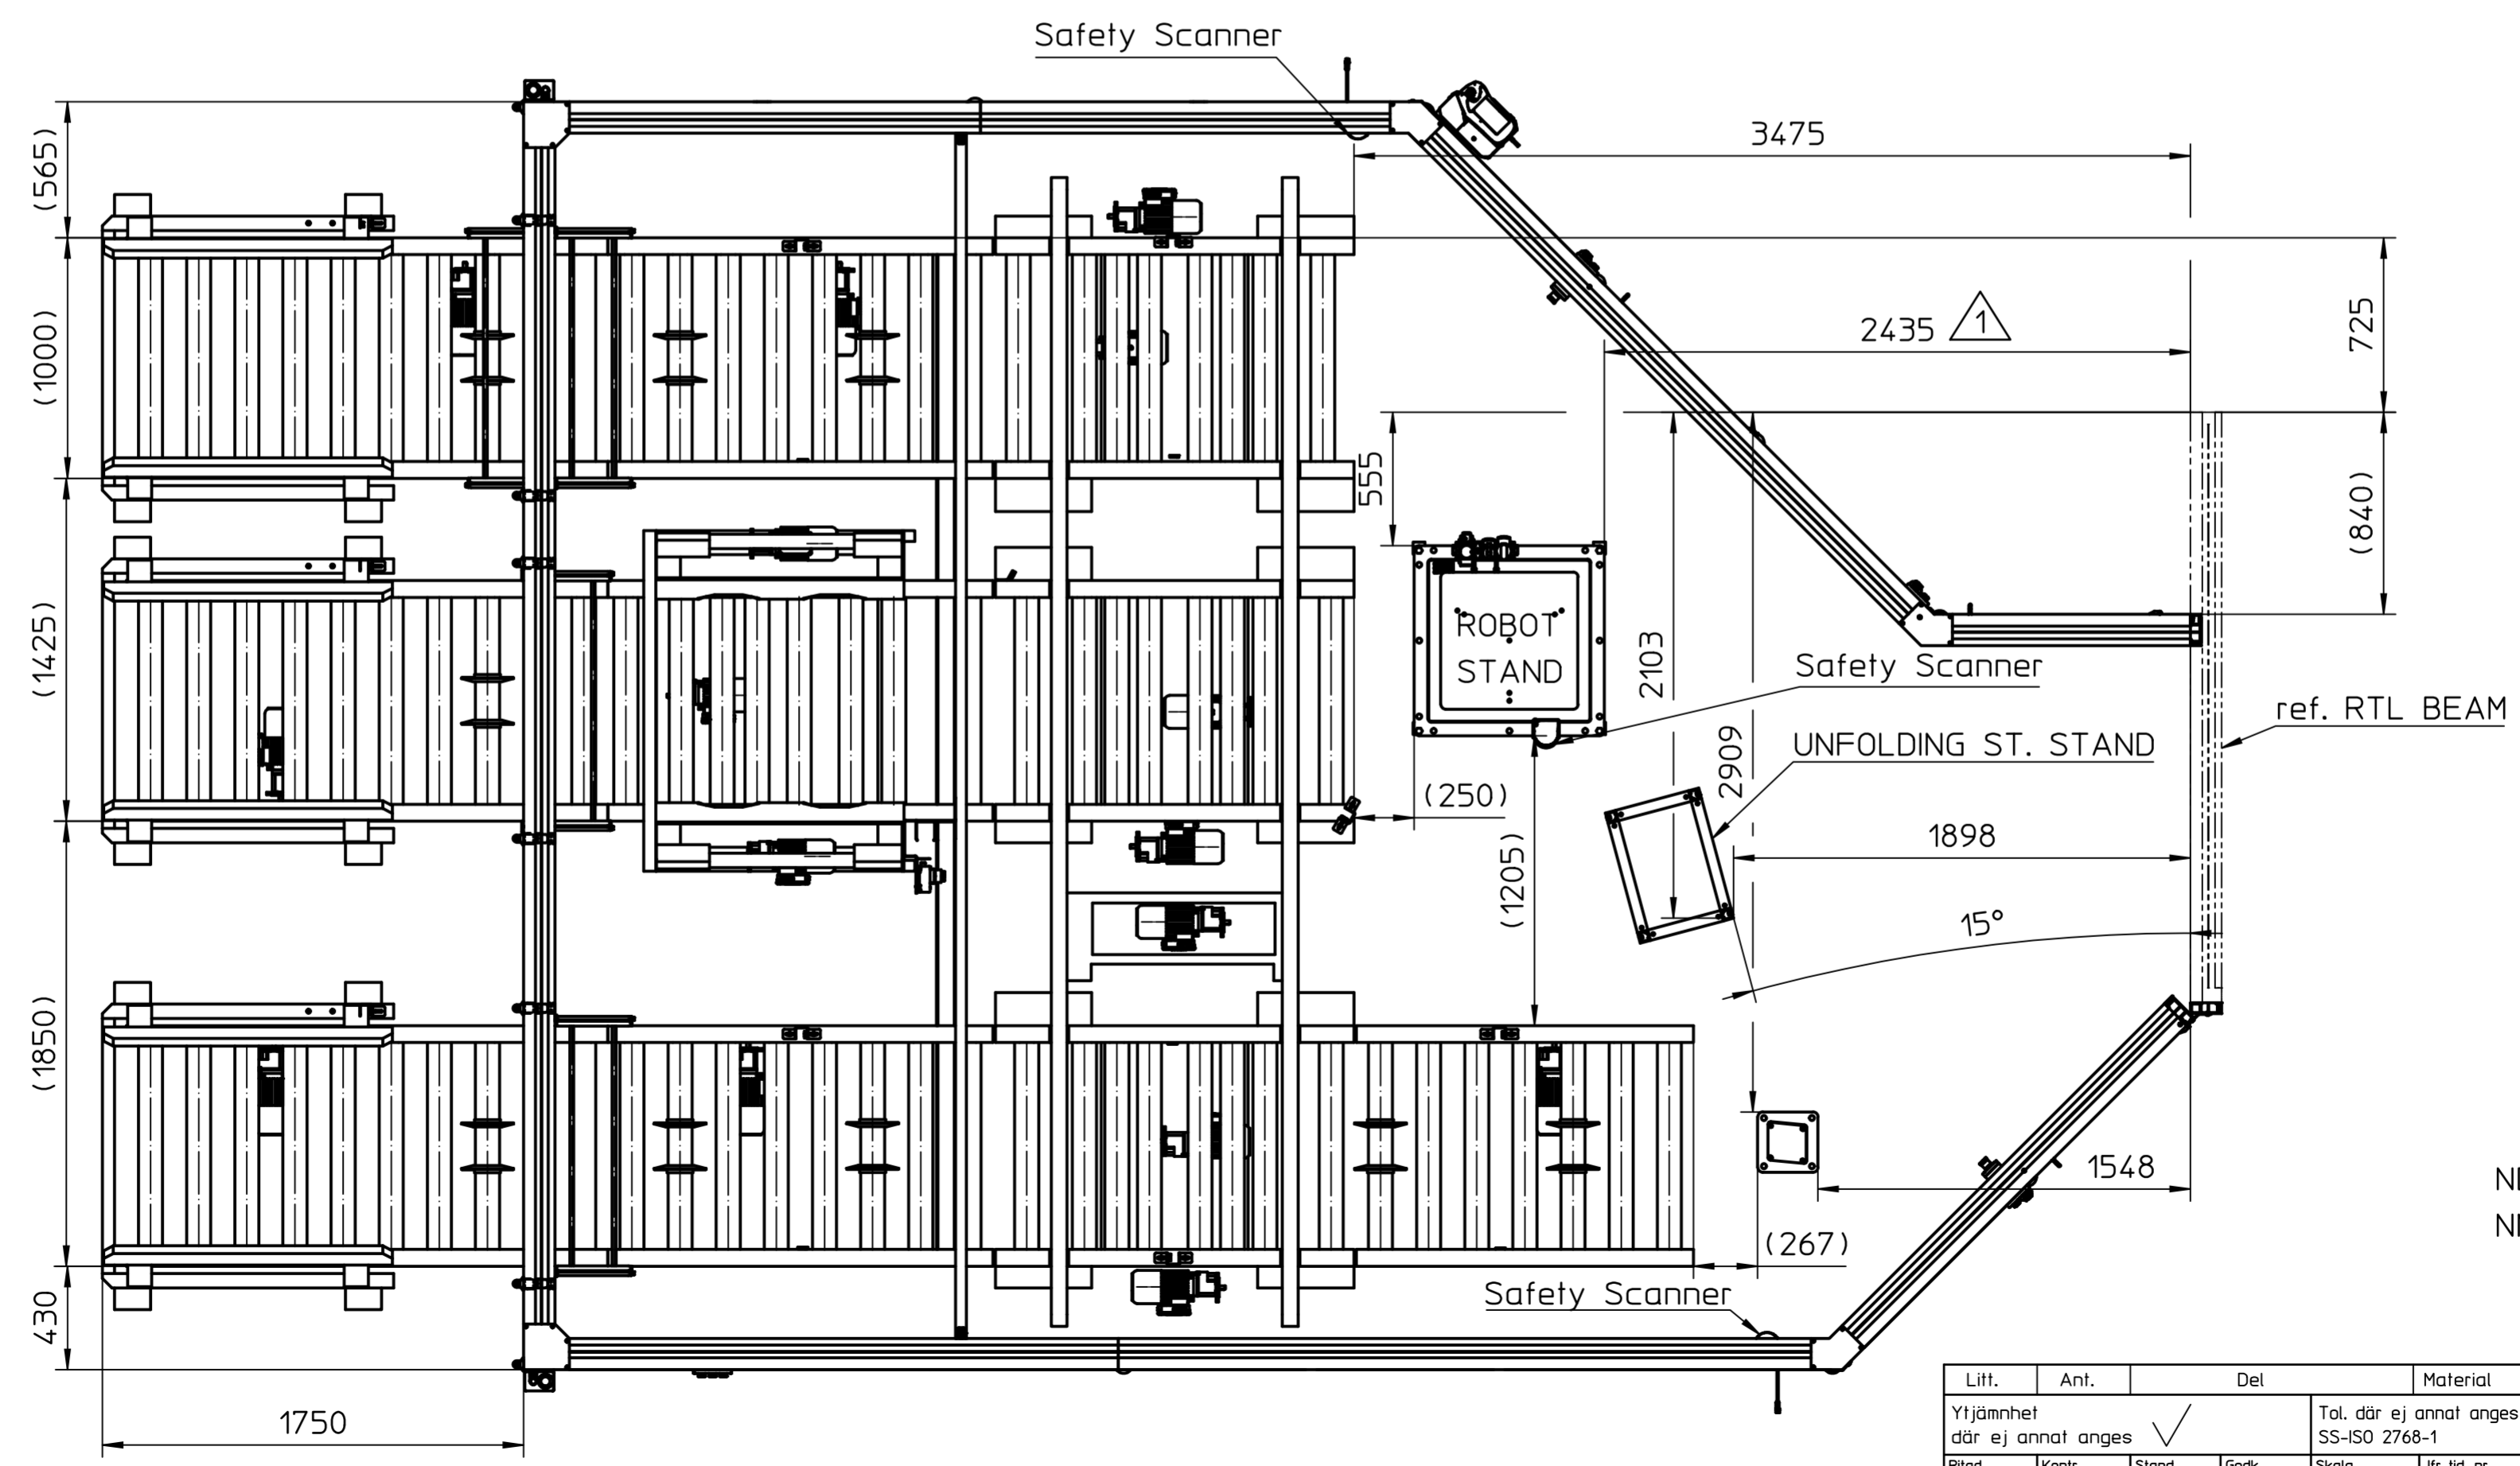 Safety Scanner
3475
(565)
(1000)
2435 1
725
555
(840)
(1425)
ROBOT
STAND
2103
Safety Scanner
ref. RTL BEAM
UNFOLDING ST. STAND
2909
(250)
1898
(1205)
15°
(1850)
1548
(267)
Safety Scanner
430
1750
Litt. Ant. Del Material
Ytjämnhet
där ej annat anges
Tol. där ej annat anges
SS-ISO 2768-1